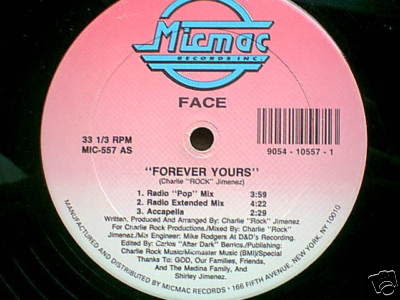 Micmac
RECORDS INC.
FACE
33 1/3 RPM
MIC-557 AS
9054 - 10557 - 1
"FOREVER YOURS"
(Charlie "ROCK" Jimenez)
1. Radio "Pop" Mix 3:59
2. Radio Extended Mix 4:22
3. Accapella 2:29
Written, Produced and Arranged By: Charlie "Rock" Jimenez
For Charlie Rock Productions./Mixed By: Charlie "Rock"
Jimenez./Mix Engineer: Mike Rodgers At D&D's Recording.
Edited By: Carlos "After Dark" Berrios./Publishing:
Charlie Rock Music/Micmaster Music (BMI)/Special
Thanks To: GOD, Our Families, Friends,
And The Medina Family, And
Shirley Jimenez.
MANUFACTURED AND DISTRIBUTED BY MICMAC RECORDS • 166 FIFTH AVENUE, NEW YORK, NY 10010